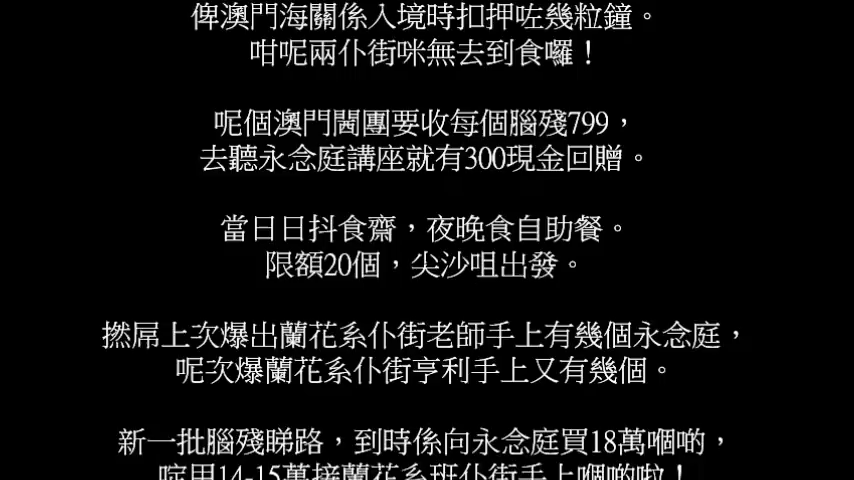 俾澳門海關係入境時扣押咗幾粒鐘。
咁呢兩仆街咪無去到食囉！
呢個澳門閪團要收每個腦殘799，
去聽永念庭講座就有300現金回贈。
當日日抖食齋，夜晚食自助餐。
限額20個，尖沙咀出發。
撚屌上次爆出蘭花系仆街老師手上有幾個永念庭，
呢次爆蘭花系仆街亨利手上又有幾個。
新一批腦殘睇路，到時係向永念庭買18萬嗰啲，
啶用14-15萬接蘭花系班仆街手上嗰啲啦！